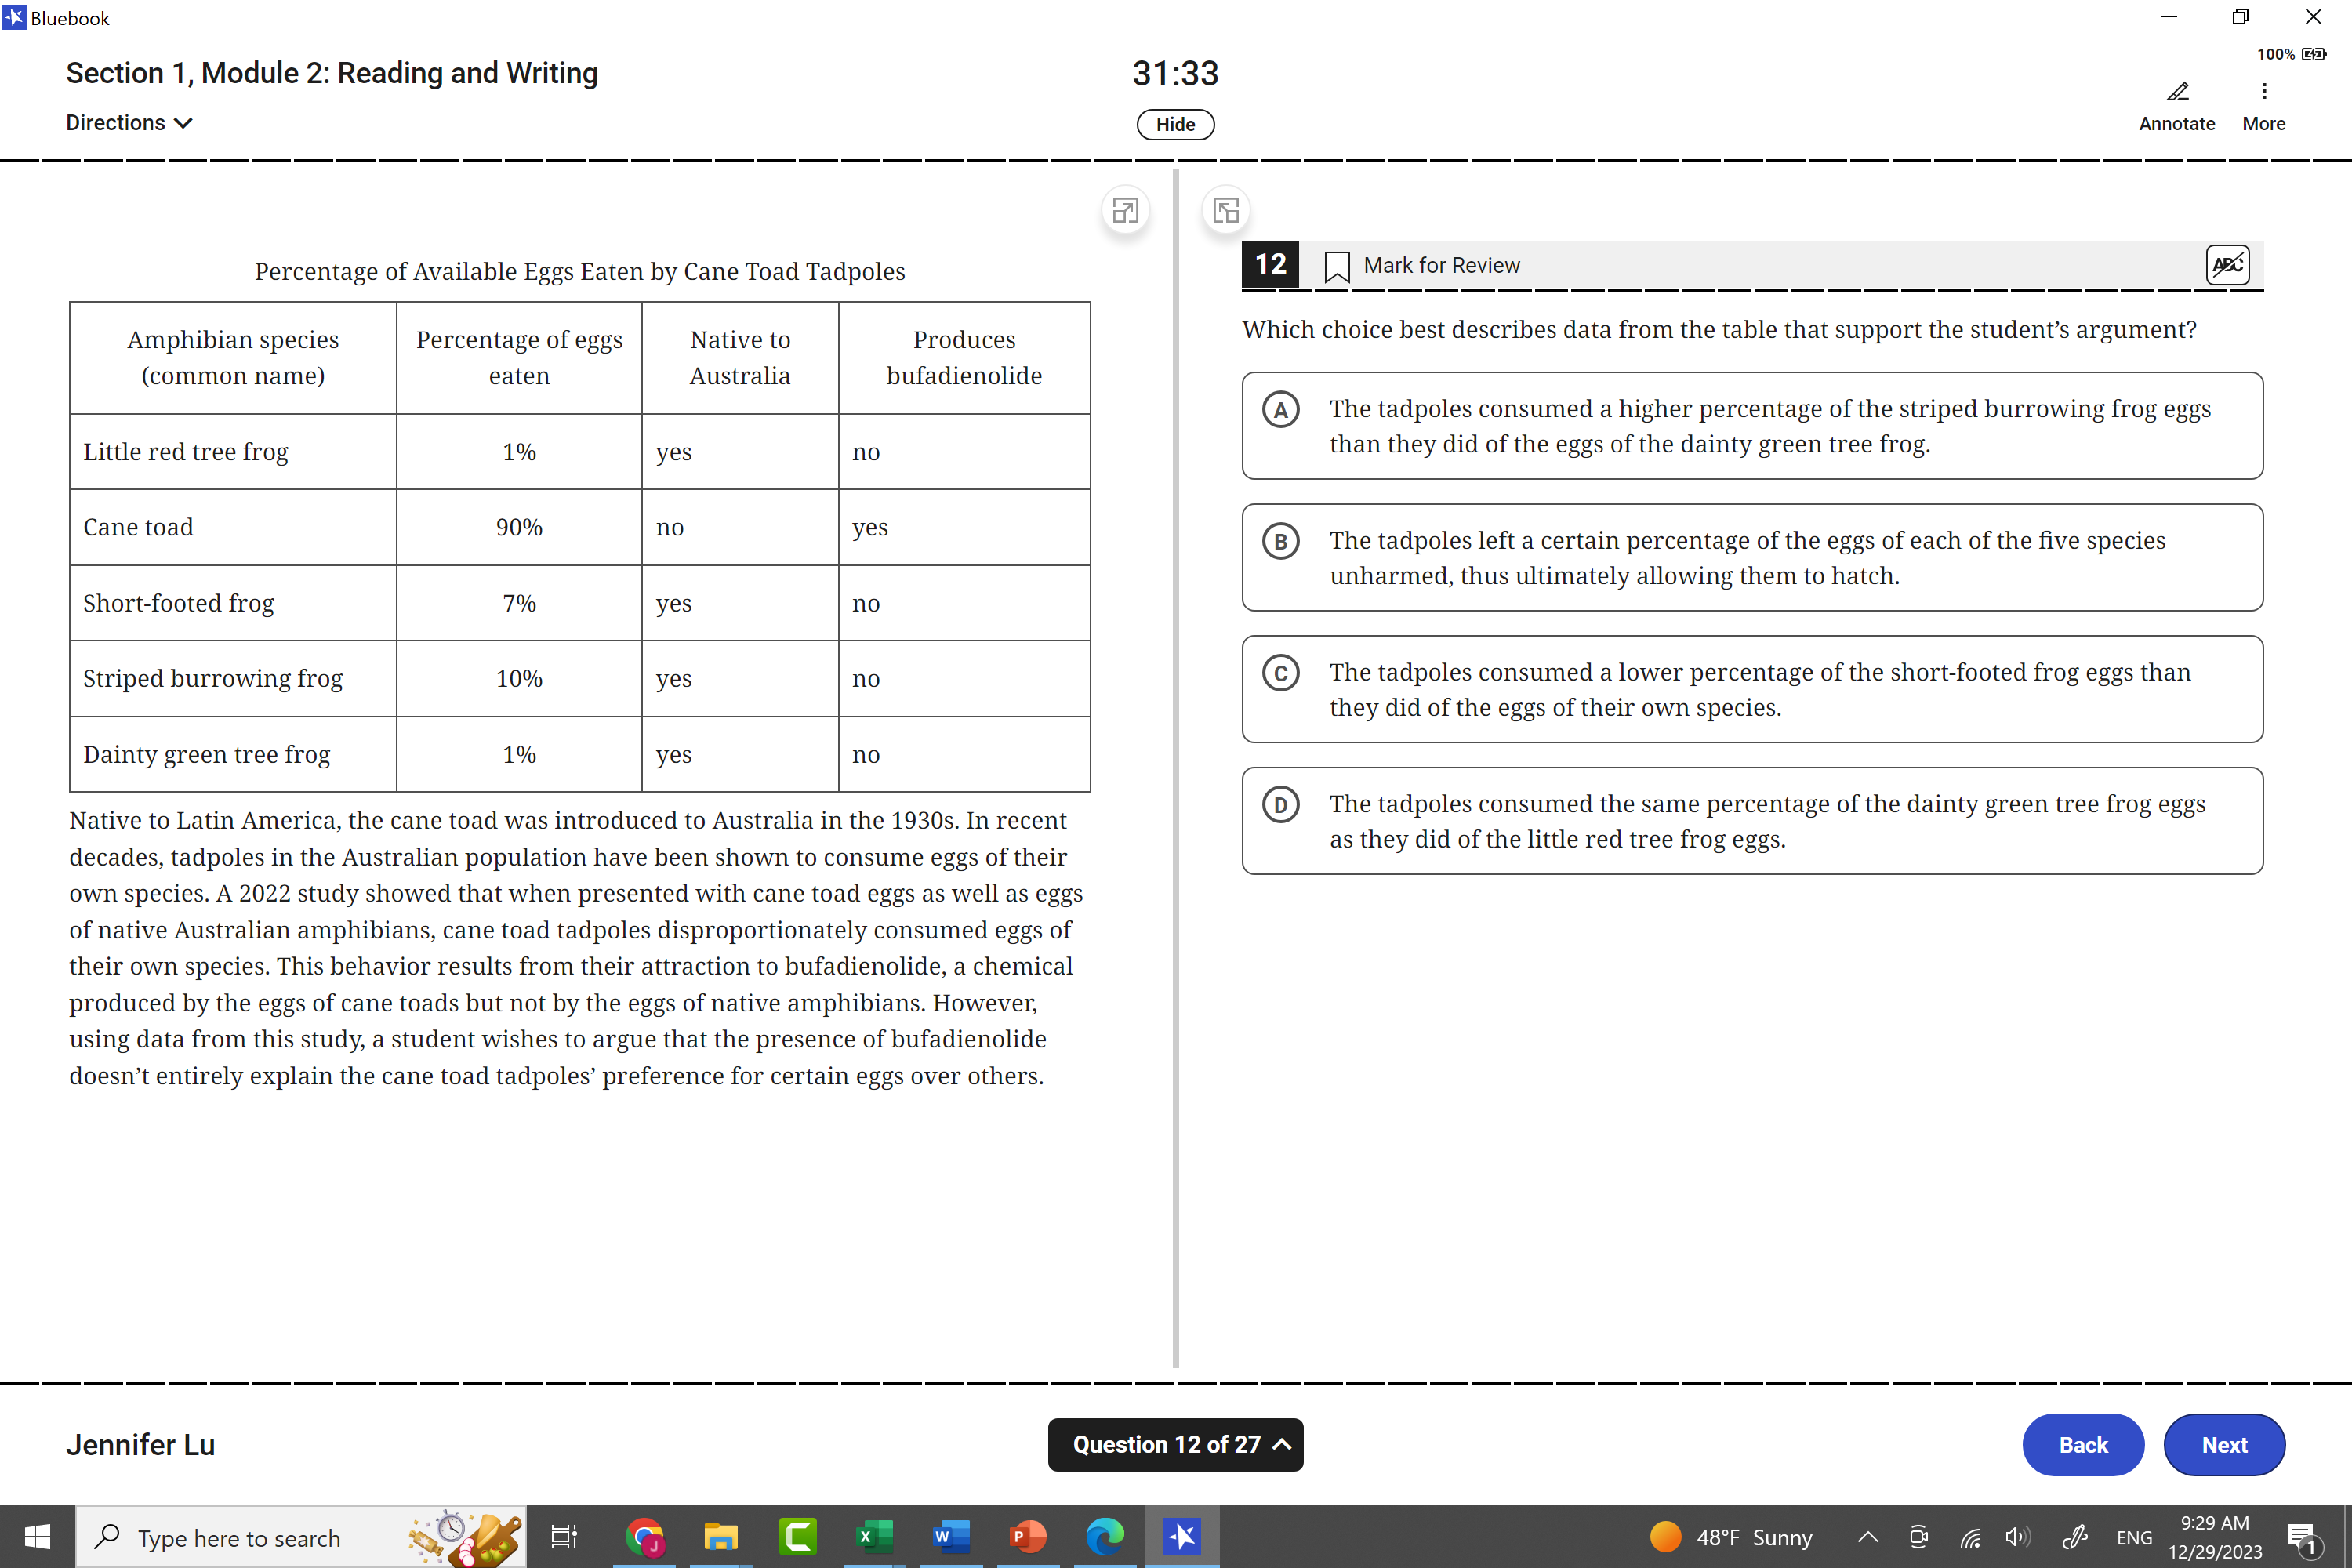 Bluebook
100%
Section 1, Module 2: Reading and Writing
31:33
Directions
Hide
Annotate
More
Percentage of Available Eggs Eaten by Cane Toad Tadpoles
Amphibian species
(common name)
Percentage of eggs
eaten
Native to
Australia
Produces
bufadienolide
Little red tree frog 1% yes no
Cane toad 90% no yes
Short-footed frog 7% yes no
Striped burrowing frog 10% yes no
Dainty green tree frog 1% yes no
Native to Latin America, the cane toad was introduced to Australia in the 1930s. In recent
decades, tadpoles in the Australian population have been shown to consume eggs of their
own species. A 2022 study showed that when presented with cane toad eggs as well as eggs
of native Australian amphibians, cane toad tadpoles disproportionately consumed eggs of
their own species. This behavior results from their attraction to bufadienolide, a chemical
produced by the eggs of cane toads but not by the eggs of native amphibians. However,
using data from this study, a student wishes to argue that the presence of bufadienolide
doesn’t entirely explain the cane toad tadpoles’ preference for certain eggs over others.
12 Mark for Review ABC
Which choice best describes data from the table that support the student’s argument?
A The tadpoles consumed a higher percentage of the striped burrowing frog eggs
than they did of the eggs of the dainty green tree frog.
B The tadpoles left a certain percentage of the eggs of each of the five species
unharmed, thus ultimately allowing them to hatch.
C The tadpoles consumed a lower percentage of the short-footed frog eggs than
they did of the eggs of their own species.
D The tadpoles consumed the same percentage of the dainty green tree frog eggs
as they did of the little red tree frog eggs.
Jennifer Lu
Question 12 of 27
Back
Next
Type here to search
J
X
W
P
48°F Sunny
ENG
9:29 AM
12/29/2023
1